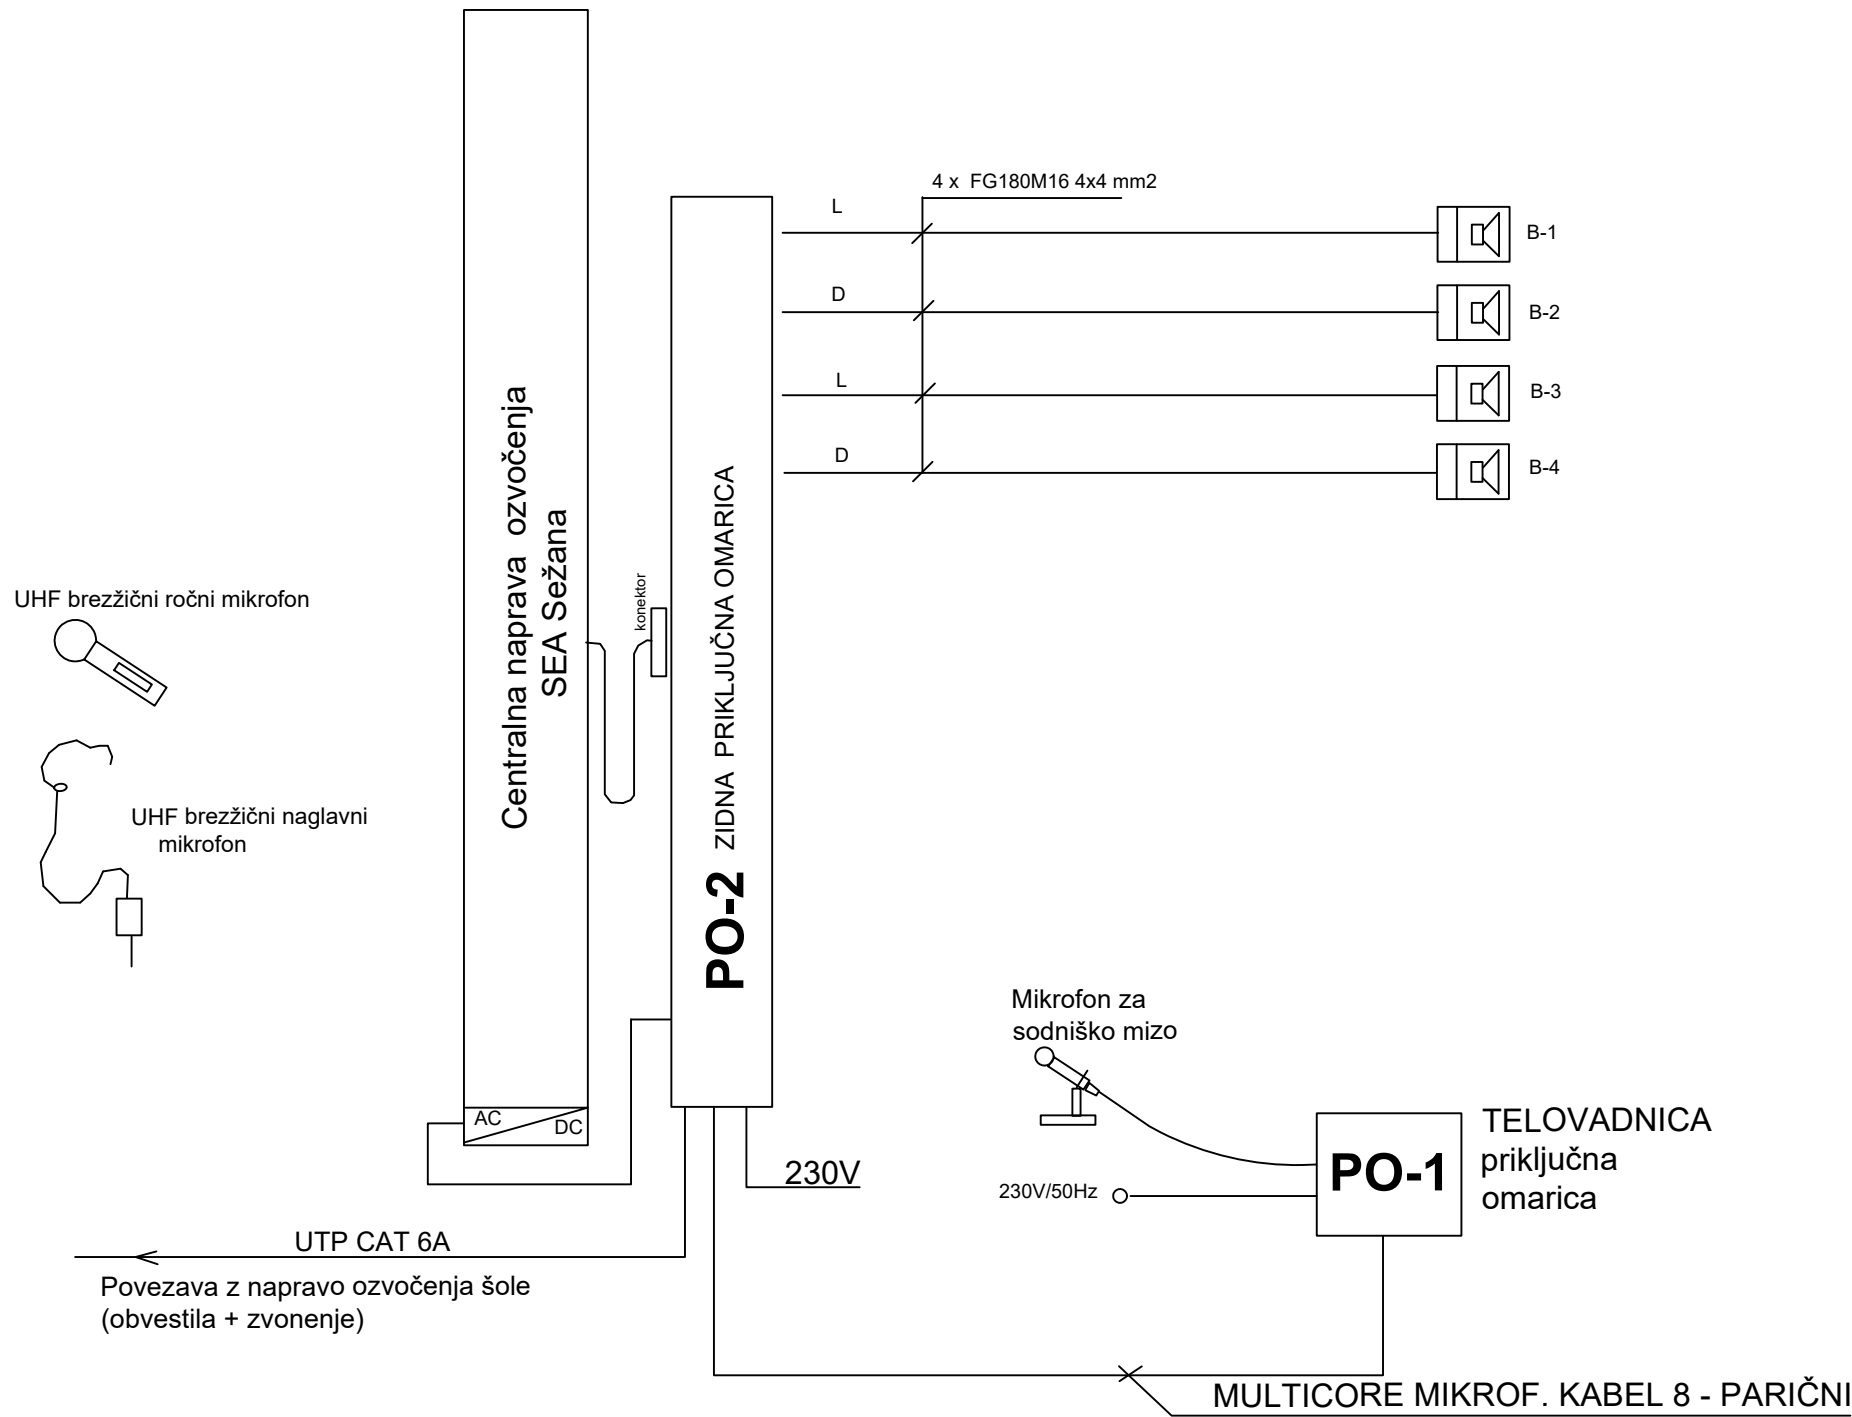 4 x  FG180M16 4x4 mm2
L
B-1
D
B-2
L
B-3
D
B-4
Centralna naprava  ozvočenja
SEA Sežana
konektor
PO-2 ZIDNA  PRIKLJUČNA OMARICA
UHF brezžični ročni mikrofon
UHF brezžični naglavni
mikrofon
AC
DC
230V
Mikrofon za
sodniško mizo
230V/50Hz
PO-1
TELOVADNICA
priključna
omarica
UTP CAT 6A
Povezava z napravo ozvočenja šole
(obvestila + zvonenje)
MULTICORE MIKROF. KABEL 8 - PARIČNI